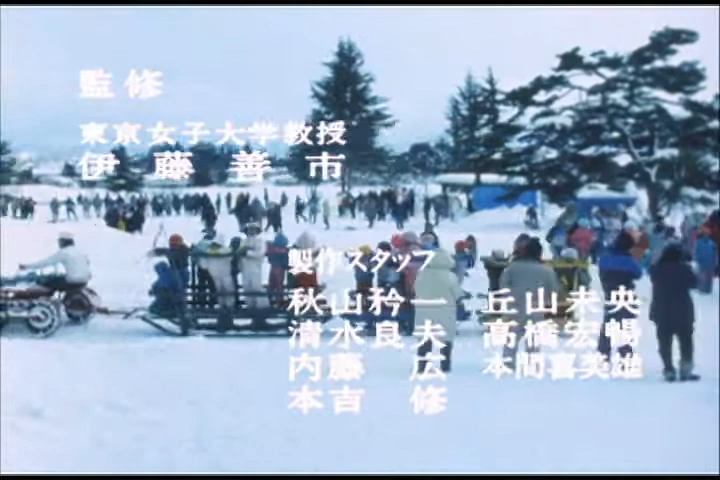 監修
東京女子大学教授
伊藤善市
製作スタッフ
秋山矜一 丘山未央
清水良夫 高橋宏暢
内藤 広 本間喜英雄
本吉 修